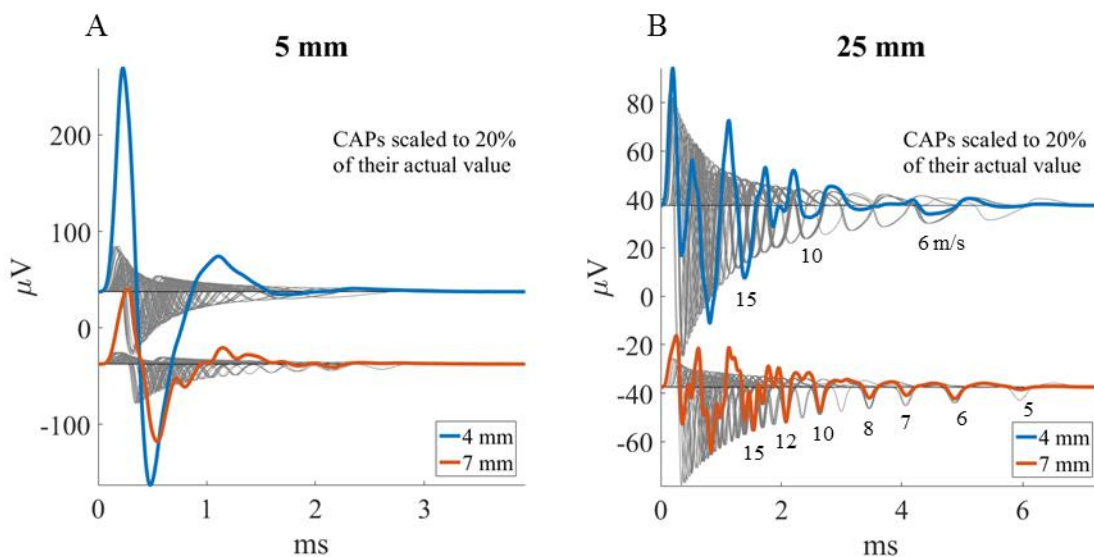 A
5 mm
CAPs scaled to 20%
of their actual value
200
100
0
-100
μV
0
1
2
3
ms
4 mm
7 mm
B
25 mm
CAPs scaled to 20%
of their actual value
80
60
40
20
0
-20
-40
-60
μV
15
10
6 m/s
15
12
10
8
7
6
5
0
2
4
6
ms
4 mm
7 mm